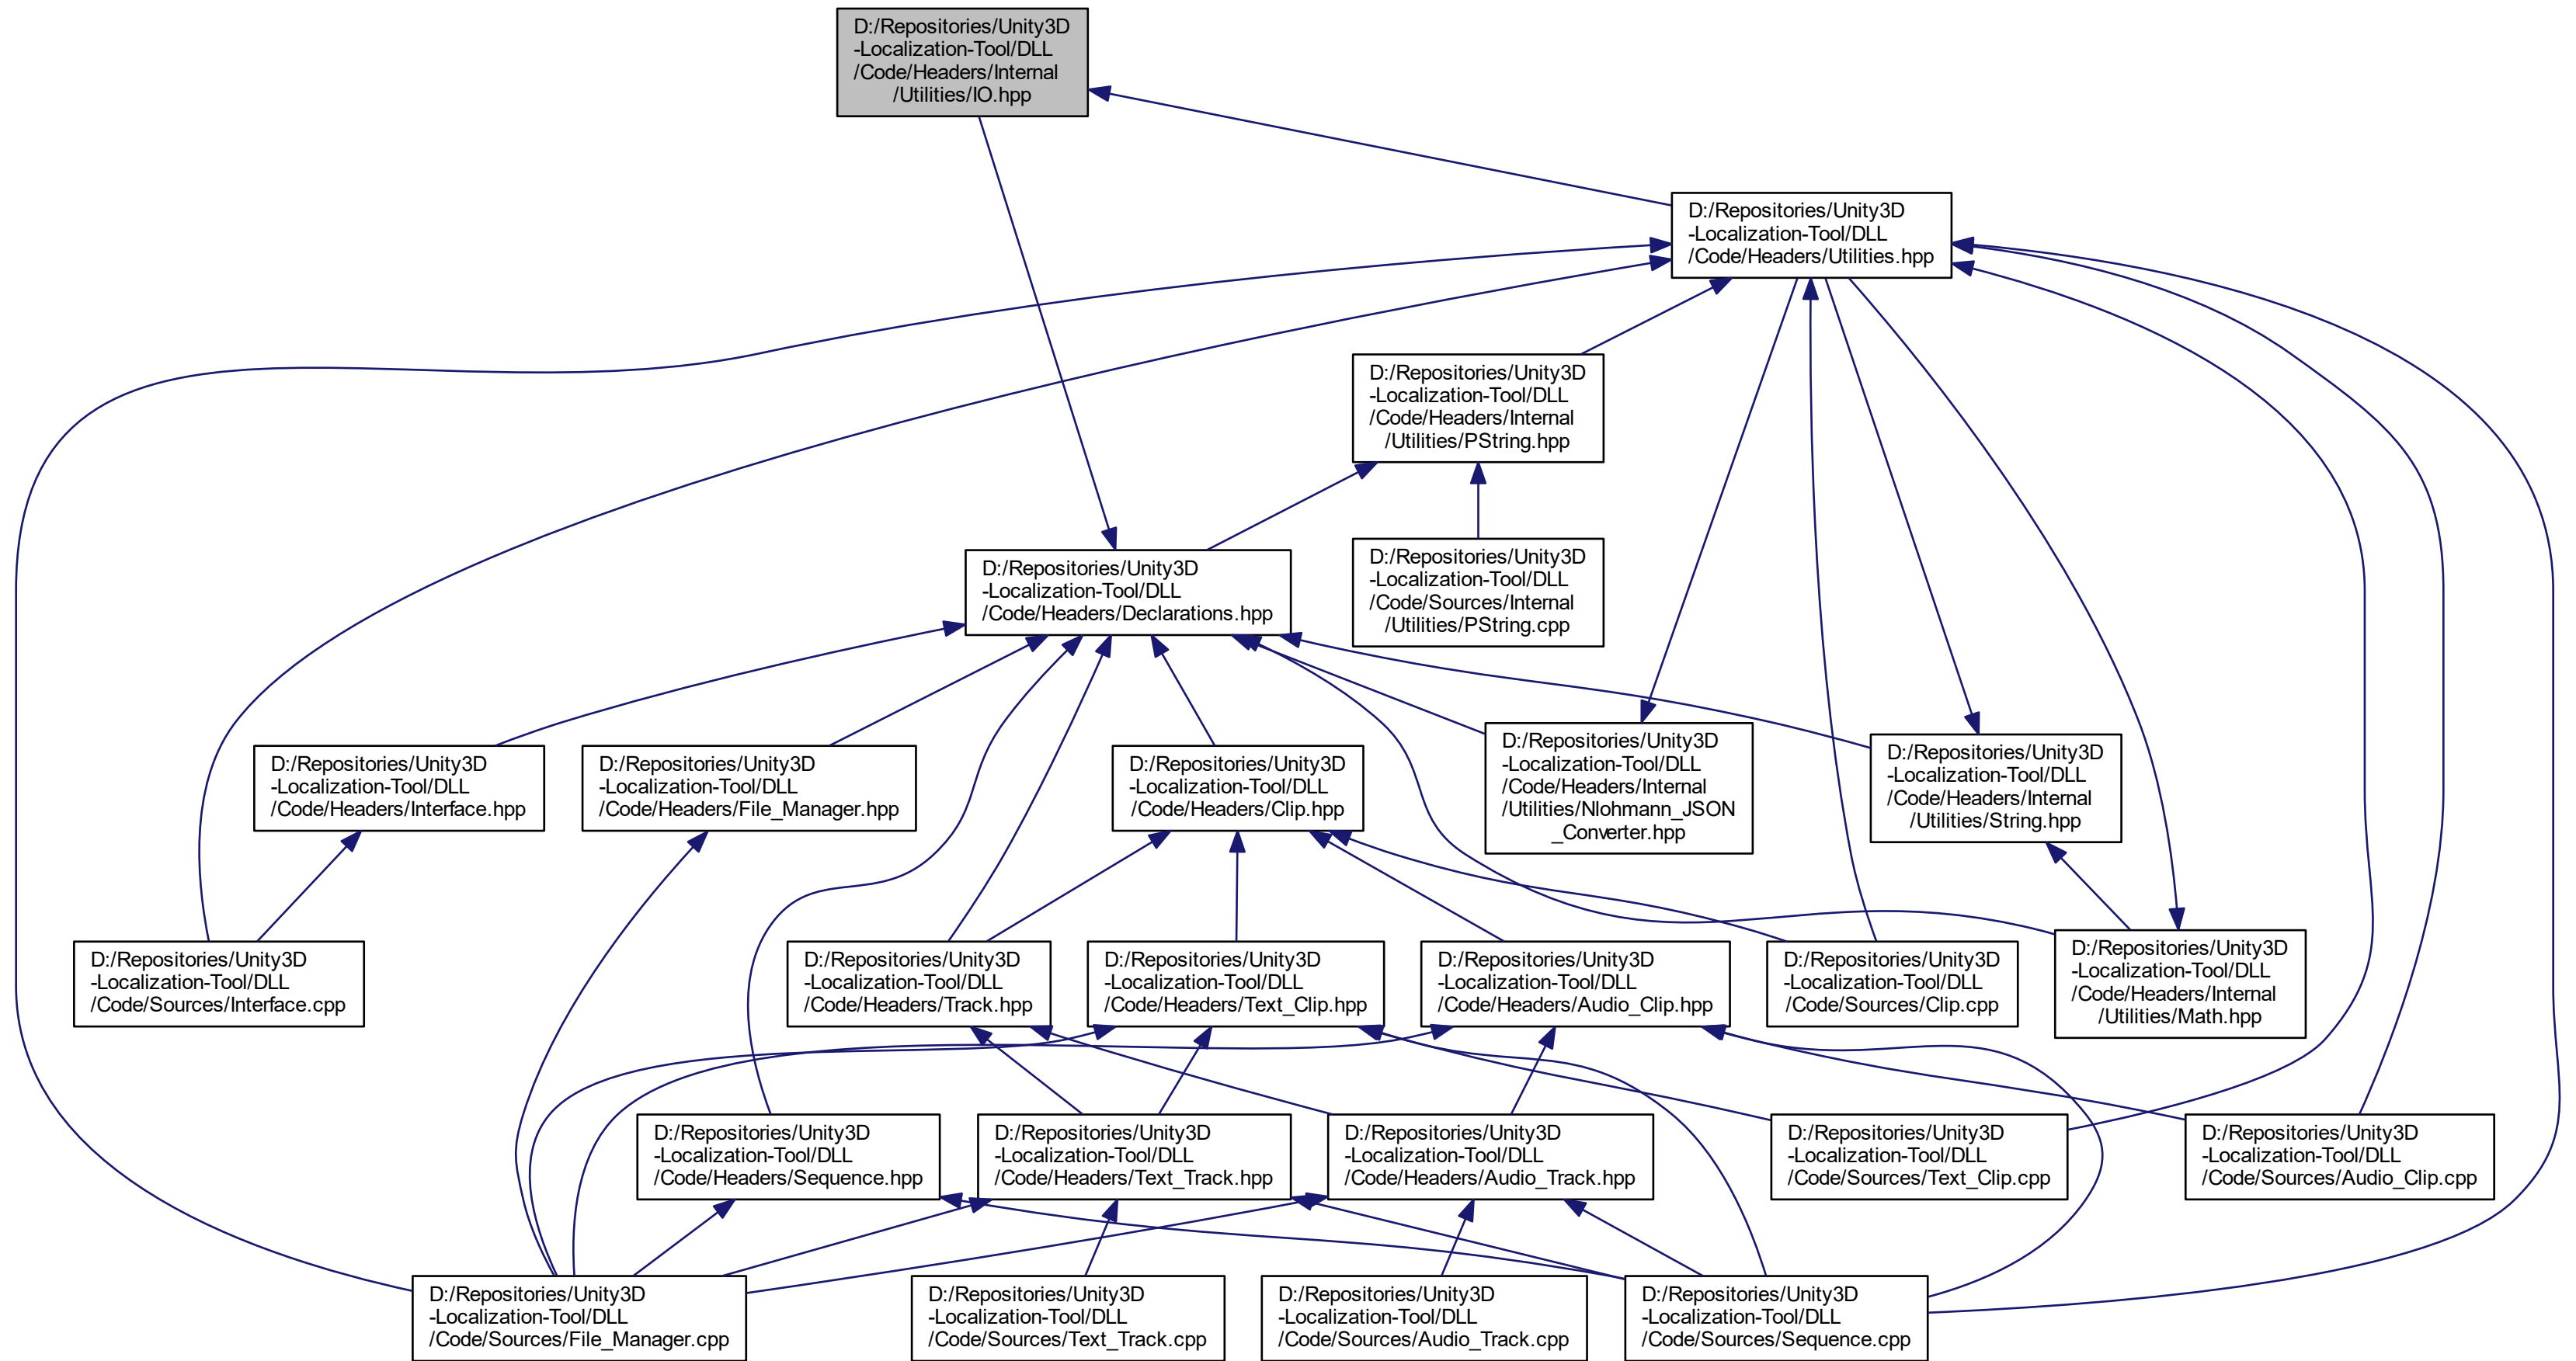 D:/Repositories/Unity3D
-Localization-Tool/DLL
/Code/Headers/Internal
/Utilities/IO.hpp
D:/Repositories/Unity3D
-Localization-Tool/DLL
/Code/Headers/Utilities.hpp
D:/Repositories/Unity3D
-Localization-Tool/DLL
/Code/Headers/Internal
/Utilities/PString.hpp
D:/Repositories/Unity3D
-Localization-Tool/DLL
/Code/Headers/Declarations.hpp
D:/Repositories/Unity3D
-Localization-Tool/DLL
/Code/Sources/Internal
/Utilities/PString.cpp
D:/Repositories/Unity3D
-Localization-Tool/DLL
/Code/Headers/Interface.hpp
D:/Repositories/Unity3D
-Localization-Tool/DLL
/Code/Headers/File_Manager.hpp
D:/Repositories/Unity3D
-Localization-Tool/DLL
/Code/Headers/Clip.hpp
D:/Repositories/Unity3D
-Localization-Tool/DLL
/Code/Headers/Internal
/Utilities/Nlohmann_JSON
_Converter.hpp
D:/Repositories/Unity3D
-Localization-Tool/DLL
/Code/Headers/Internal
/Utilities/String.hpp
D:/Repositories/Unity3D
-Localization-Tool/DLL
/Code/Sources/Interface.cpp
D:/Repositories/Unity3D
-Localization-Tool/DLL
/Code/Headers/Track.hpp
D:/Repositories/Unity3D
-Localization-Tool/DLL
/Code/Headers/Text_Clip.hpp
D:/Repositories/Unity3D
-Localization-Tool/DLL
/Code/Headers/Audio_Clip.hpp
D:/Repositories/Unity3D
-Localization-Tool/DLL
/Code/Sources/Clip.cpp
D:/Repositories/Unity3D
-Localization-Tool/DLL
/Code/Headers/Internal
/Utilities/Math.hpp
D:/Repositories/Unity3D
-Localization-Tool/DLL
/Code/Headers/Sequence.hpp
D:/Repositories/Unity3D
-Localization-Tool/DLL
/Code/Headers/Text_Track.hpp
D:/Repositories/Unity3D
-Localization-Tool/DLL
/Code/Headers/Audio_Track.hpp
D:/Repositories/Unity3D
-Localization-Tool/DLL
/Code/Sources/Text_Clip.cpp
D:/Repositories/Unity3D
-Localization-Tool/DLL
/Code/Sources/Audio_Clip.cpp
D:/Repositories/Unity3D
-Localization-Tool/DLL
/Code/Sources/File_Manager.cpp
D:/Repositories/Unity3D
-Localization-Tool/DLL
/Code/Sources/Text_Track.cpp
D:/Repositories/Unity3D
-Localization-Tool/DLL
/Code/Sources/Audio_Track.cpp
D:/Repositories/Unity3D
-Localization-Tool/DLL
/Code/Sources/Sequence.cpp